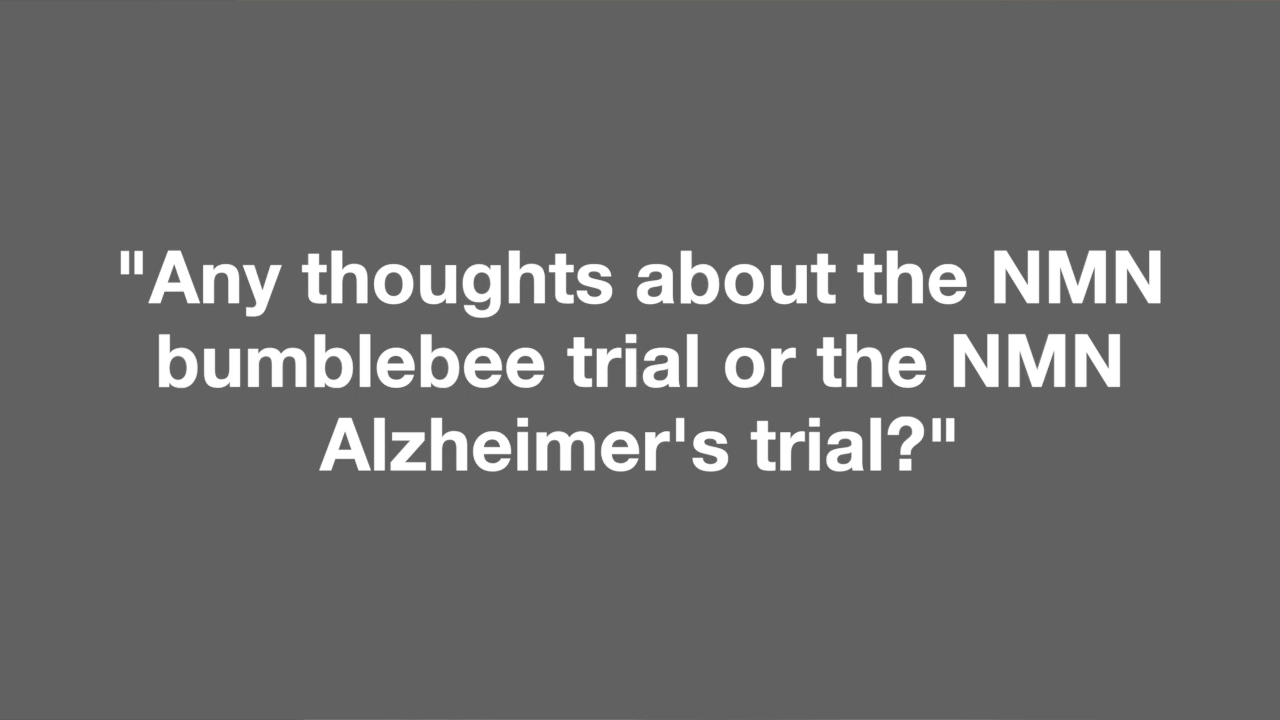 "Any thoughts about the NMN
bumblebee trial or the NMN
Alzheimer's trial?"